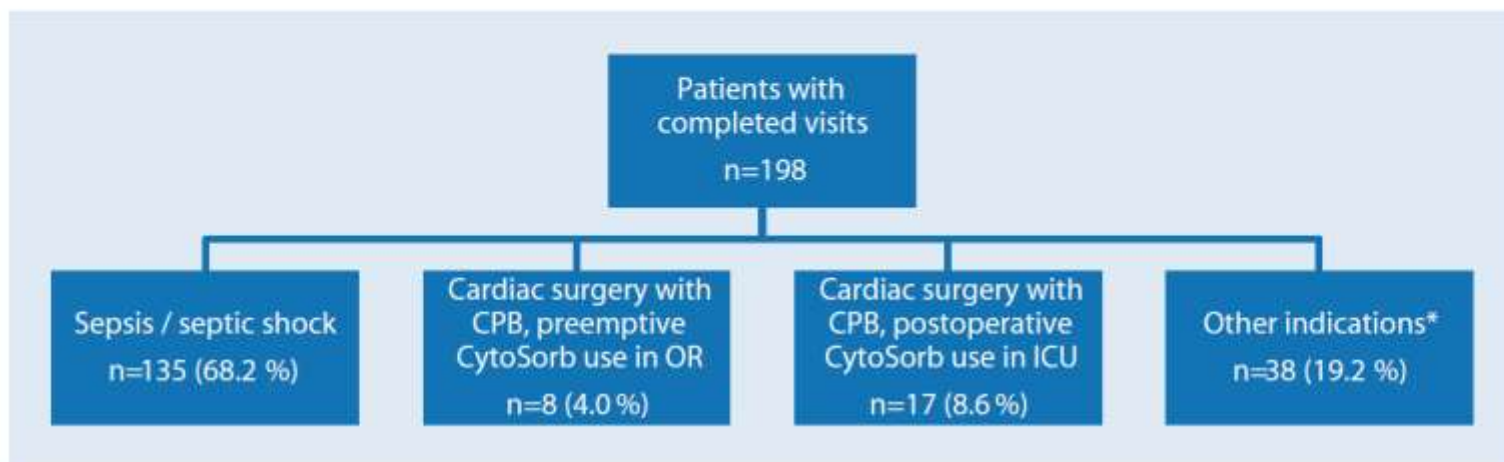 Patients with
completed visits
n=198
Sepsis / septic shock
n=135 (68.2 %)
Cardiac surgery with
CPB, preemptive
CytoSorb use in OR
n=8 (4.0 %)
Cardiac surgery with
CPB, postoperative
CytoSorb use in ICU
n=17 (8.6 %)
Other indications*
n=38 (19.2 %)